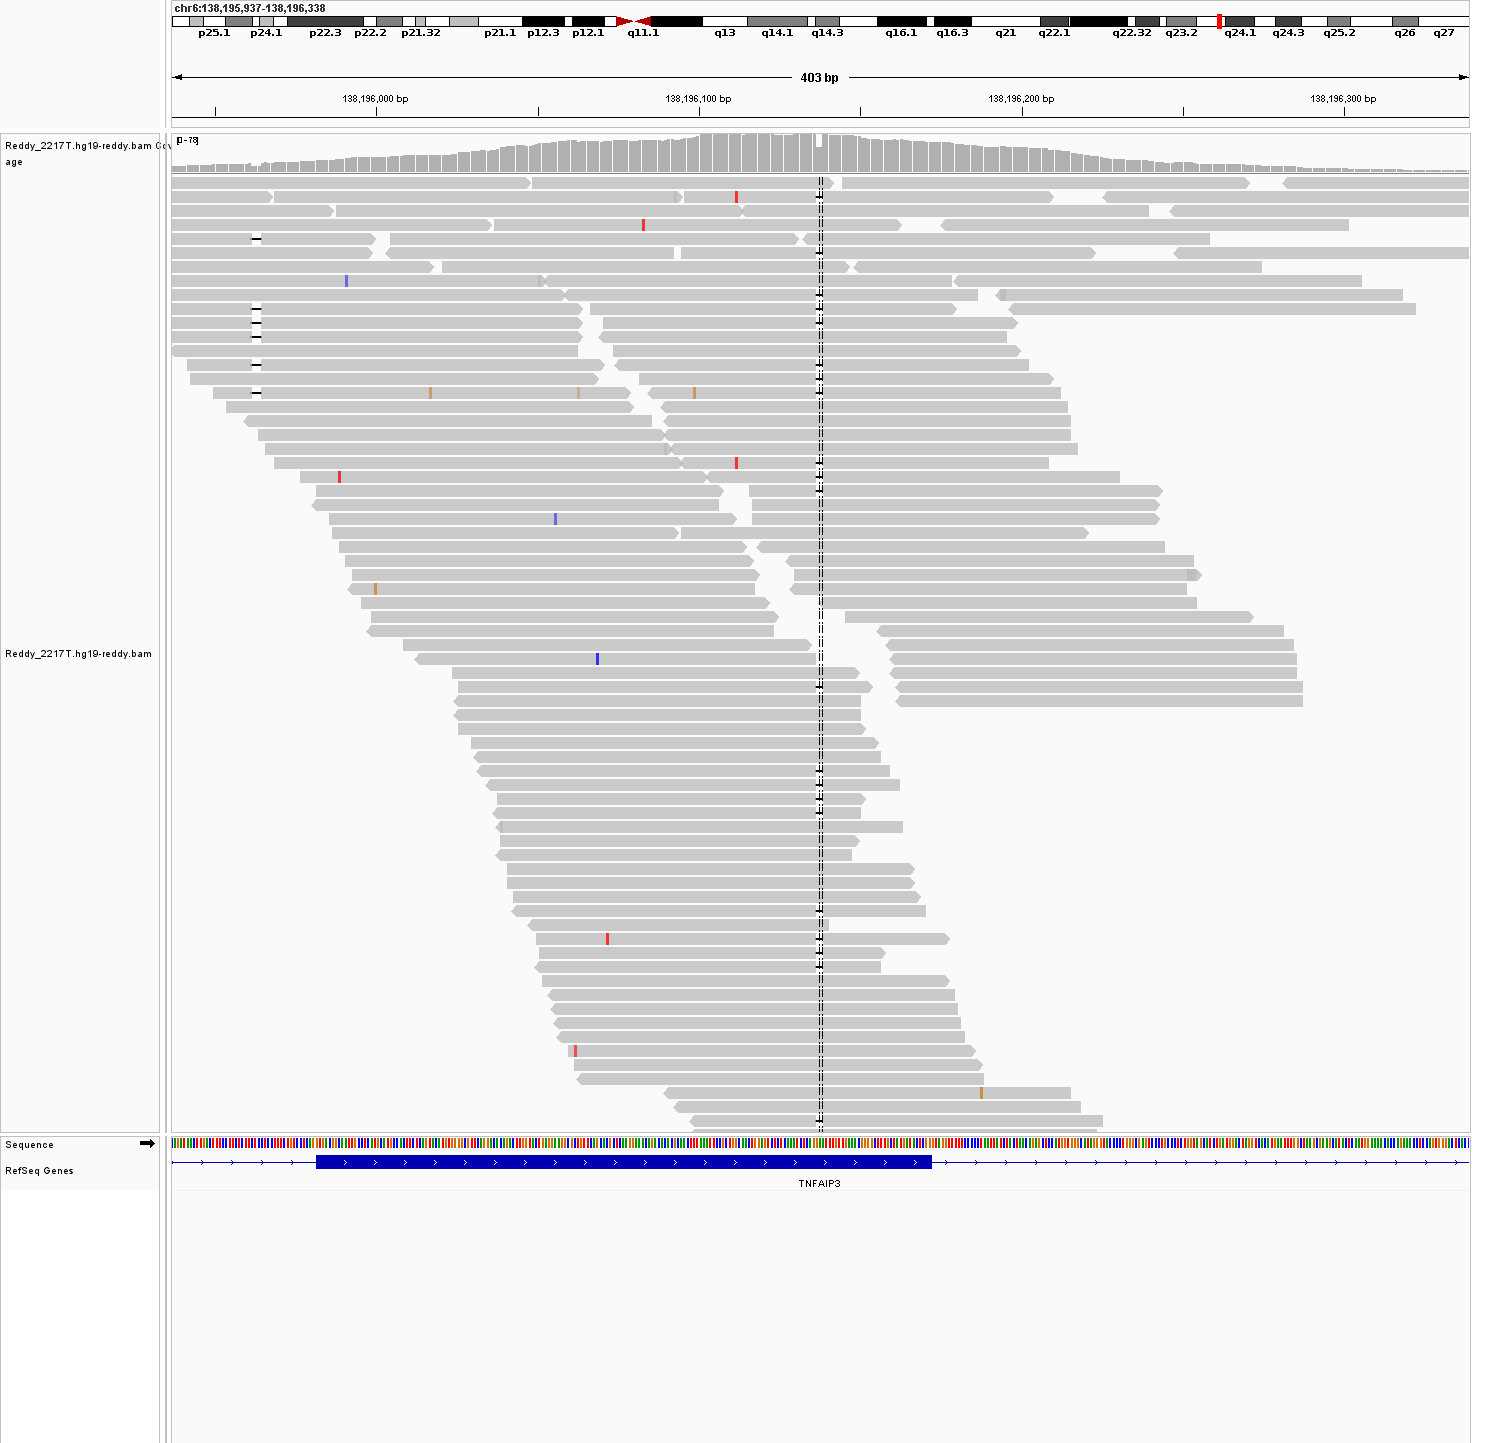 chr6:138,195,937-138,196,338
p25.1 p24.1 p22.3 p22.2 p21.32 p21.1 p12.3 p12.1 q11.1 q13 q14.1 q14.3 q16.1 q16.3 q21 q22.1 q22.32 q23.2 q24.1 q24.3 q25.2 q26 q27
403 bp
138,196,000 bp 138,196,100 bp 138,196,200 bp 138,196,300 bp
Reddy_2217T.hg19-reddy.bam Cov
age
[0-78]
Reddy_2217T.hg19-reddy.bam
Sequence
RefSeq Genes
TNFAIP3